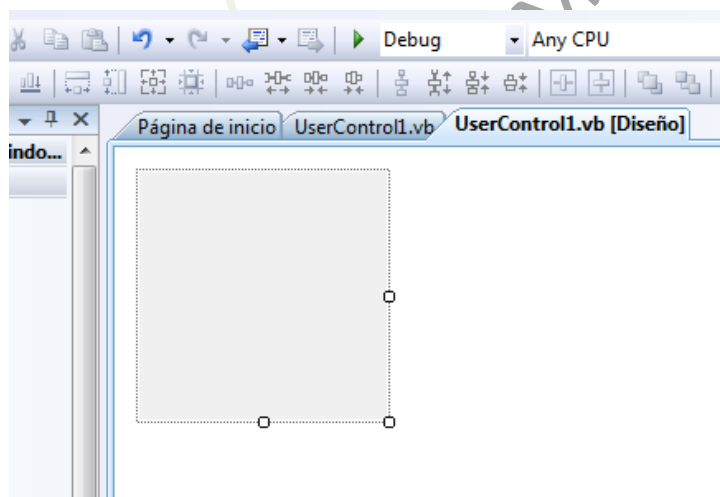 Debug Any CPU
Página de inicio UserControl1.vb UserControl1.vb [Diseño]
indo...